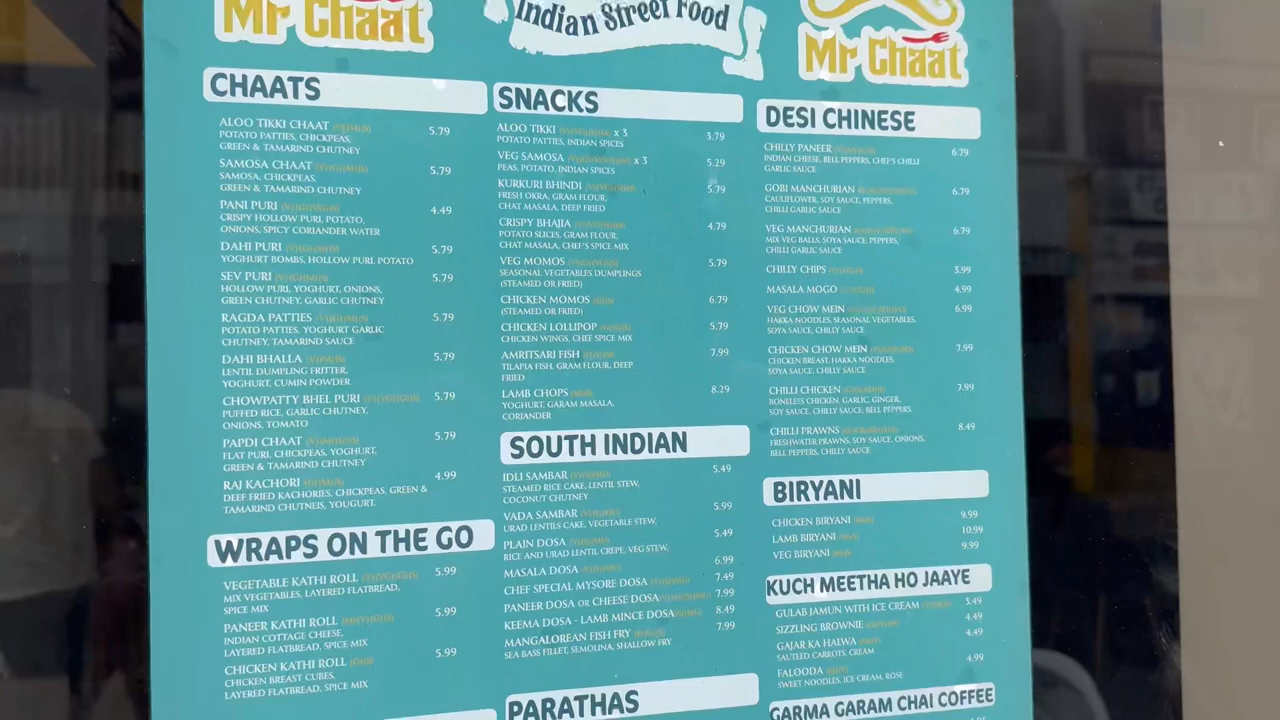 Mr Chaat
Indian Street Food
Mr Chaat
CHAATS
ALOO TIKKI CHAAT 5.79
POTATO PATTIES, CHICKPEAS,
GREEN & TAMARIND CHUTNEY
SAMOSA CHAAT 5.79
SAMOSA, CHICKPEAS,
GREEN & TAMARIND CHUTNEY
PANI PURI 4.49
CRISPY HOLLOW PURI, POTATO,
ONIONS, SPICY CORIANDER WATER
DAHI PURI 5.79
YOGHURT BOMBS, HOLLOW PURI, POTATO
SEV PURI 5.79
HOLLOW PURI, YOGHURT, ONIONS,
GREEN CHUTNEY, GARLIC CHUTNEY
RAGDA PATTIES 5.79
POTATO PATTIES, YOGHURT GARLIC
CHUTNEY, TAMARIND SAUCE
DAHI BHALLA 5.79
LENTIL DUMPLING FRITTER,
YOGHURT, CUMIN POWDER
CHOWPATTY BHEL PURI 5.79
PUFFED RICE, GARLIC CHUTNEY,
ONIONS, TOMATO
PAPDI CHAAT 5.79
FLAT PURI, CHICKPEAS, YOGHURT,
GREEN & TAMARIND CHUTNEY
RAJ KACHORI 4.99
DEEF FRIED KACHORIES, CHICKPEAS, GREEN &
TAMARIND CHUTNEIS, YOUGURT.
WRAPS ON THE GO
VEGETABLE KATHI ROLL 5.99
MIX VEGETABLES, LAYERED FLATBREAD,
SPICE MIX
PANEER KATHI ROLL 5.99
INDIAN COTTAGE CHEESE,
LAYERED FLATBREAD, SPICE MIX
CHICKEN KATHI ROLL 5.99
CHICKEN BREAST CUBES,
LAYERED FLATBREAD, SPICE MIX
SNACKS
ALOO TIKKI x 3 3.79
POTATO PATTIES, INDIAN SPICES
VEG SAMOSA x 3 5.29
PEAS, POTATO, INDIAN SPICES
KURKURI BHINDI 5.79
FRESH OKRA, GRAM FLOUR,
CHAT MASALA, DEEP FRIED
CRISPY BHAJIA 4.79
POTATO SLICES, GRAM FLOUR,
CHAT MASALA, CHEF'S SPICE MIX
VEG MOMOS 5.79
SEASONAL VEGETABLES DUMPLINGS
(STEAMED OR FRIED)
CHICKEN MOMOS 6.79
(STEAMED OR FRIED)
CHICKEN LOLLIPOP 5.79
CHICKEN WINGS, CHEF SPICE MIX
AMRITSARI FISH 7.99
TILAPIA FISH, GRAM FLOUR, DEEP
FRIED
LAMB CHOPS 8.29
YOGHURT, GARAM MASALA,
CORIANDER
SOUTH INDIAN
IDLI SAMBAR 5.49
STEAMED RICE CAKE, LENTIL STEW,
COCONUT CHUTNEY
VADA SAMBAR 5.99
URAD LENTILS CAKE, VEGETABLE STEW,
PLAIN DOSA 5.49
RICE AND URAD LENTIL CREPE, VEG STEW,
MASALA DOSA 6.99
CHEF SPECIAL MYSORE DOSA 7.49
PANEER DOSA OR CHEESE DOSA 7.99
KEEMA DOSA - LAMB MINCE DOSA 8.49
MANGALOREAN FISH FRY 7.99
SEA BASS FILLET, SEMOLINA, SHALLOW FRY
PARATHAS
DESI CHINESE
CHILLY PANEER 6.79
INDIAN CHEESE, BELL PEPPERS, CHEF'S CHILLI
GARLIC SAUCE
GOBI MANCHURIAN 6.79
CAULIFLOWER, SOY SAUCE, PEPPERS,
CHILLI GARLIC SAUCE
VEG MANCHURIAN 6.79
MIX VEG BALLS, SOYA SAUCE, PEPPERS,
CHILLI GARLIC SAUCE
CHILLY CHIPS 3.99
MASALA MOGO 4.99
VEG CHOW MEIN 6.99
HAKKA NOODLES, SEASONAL VEGETABLES,
SOYA SAUCE, CHILLY SAUCE
CHICKEN CHOW MEIN 7.99
CHICKEN BREAST, HAKKA NOODLES,
SOYA SAUCE, CHILLY SAUCE
CHILLI CHICKEN 7.99
BONELESS CHICKEN, GARLIC, GINGER,
SOY SAUCE, CHILLY SAUCE, BELL PEPPERS
CHILLI PRAWNS 8.49
FRESHWATER PRAWNS, SOY SAUCE, ONIONS,
BELL PEPPERS, CHILLY SAUCE
BIRYANI
CHICKEN BIRYANI 9.99
LAMB BIRYANI 10.99
VEG BIRYANI 9.99
KUCH MEETHA HO JAAYE
GULAB JAMUN WITH ICE CREAM 3.49
SIZZLING BROWNIE 4.49
GAJAR KA HALWA 4.49
SAUTEED CARROTS, CREAM
FALOODA 4.99
SWEET NOODLES, ICE CREAM, ROSE
GARMA GARAM CHAI COFFEE